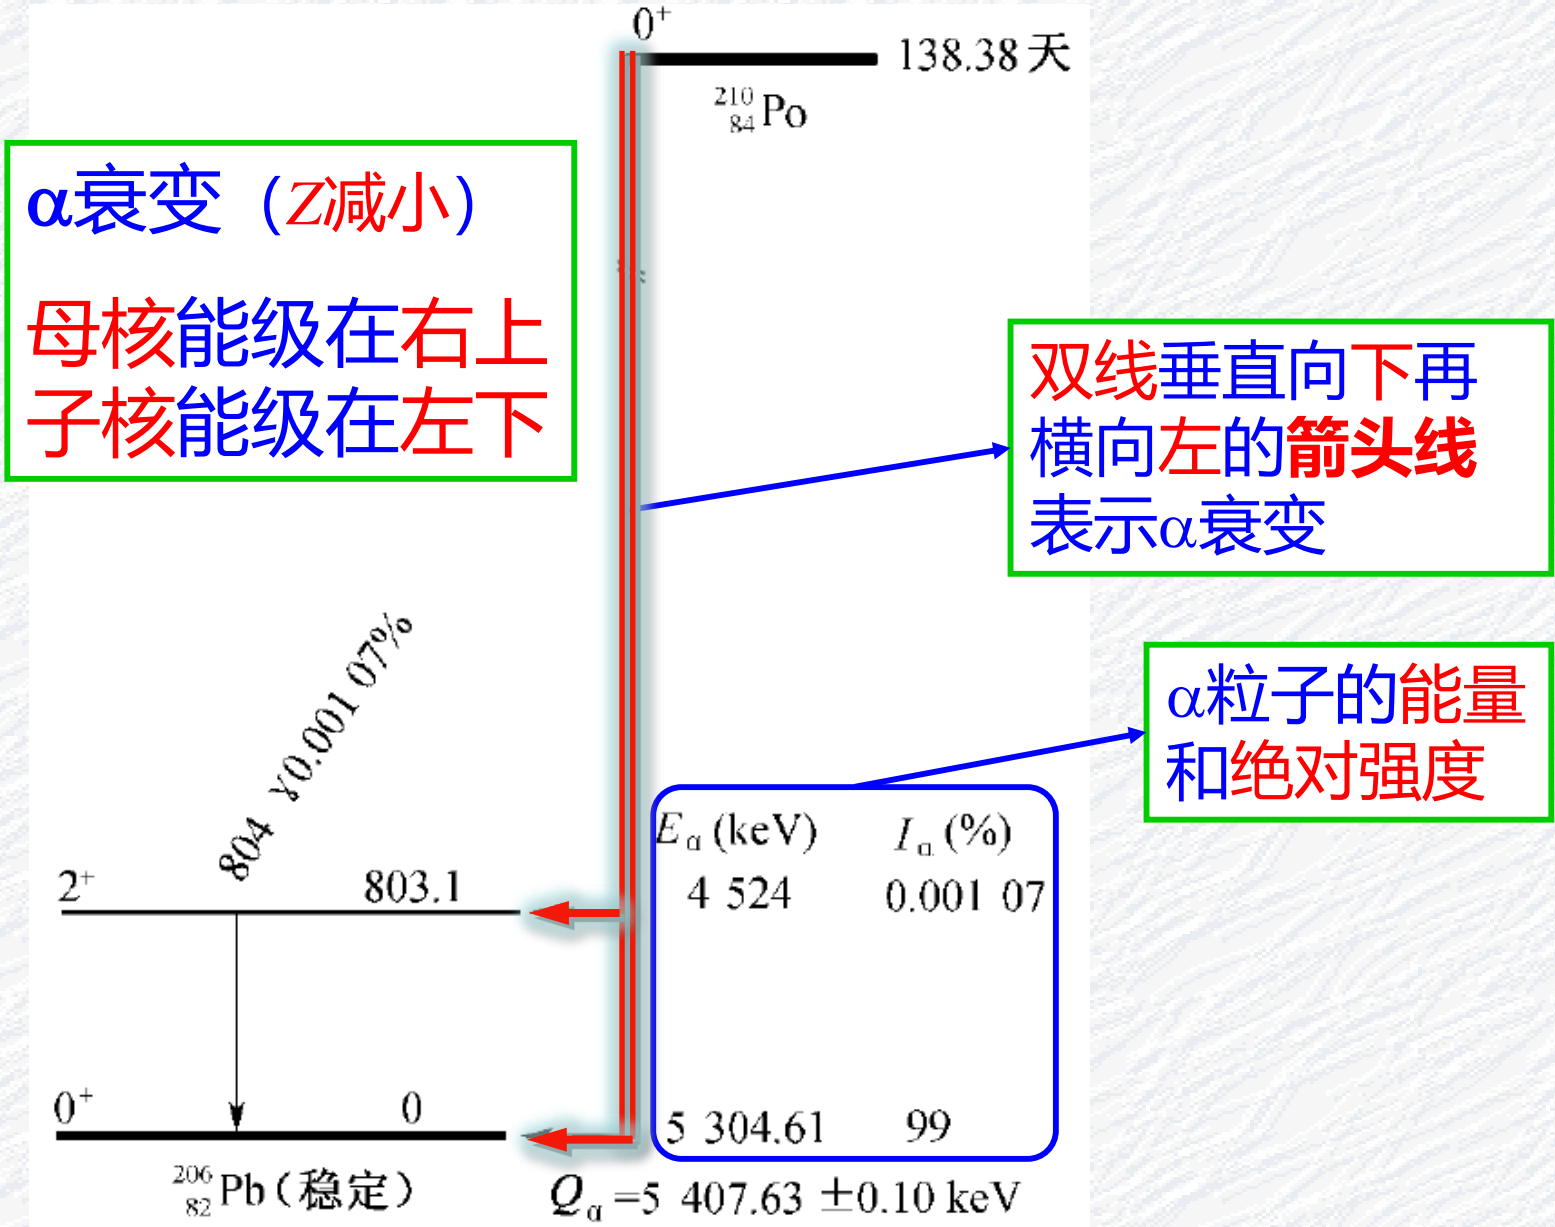 0⁺
138.38 天
²¹⁰₈₄Po
α衰变（Z减小）
母核能级在右上
子核能级在左下
双线垂直向下再
横向左的箭头线
表示α衰变
α粒子的能量
和绝对强度
804 γ0.001 07%
Eα (keV) Iα (%)
2⁺ 803.1
4 524 0.001 07
0⁺ 0
5 304.61 99
²⁰⁶₈₂Pb（稳定）
Qα=5 407.63 ±0.10 keV